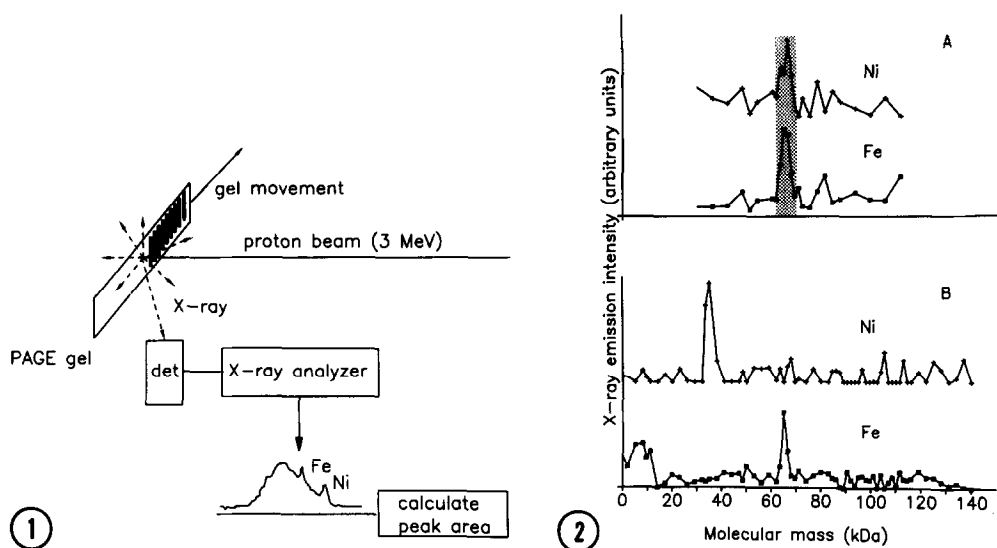 gel movement
proton beam (3 MeV)
X-ray
PAGE gel
det
X-ray analyzer
Fe
Ni
calculate
peak area
1
A
Ni
Fe
X-ray emission intensity (arbitrary units)
B
Ni
Fe
0 20 40 60 80 100 120 140
Molecular mass (kDa)
2